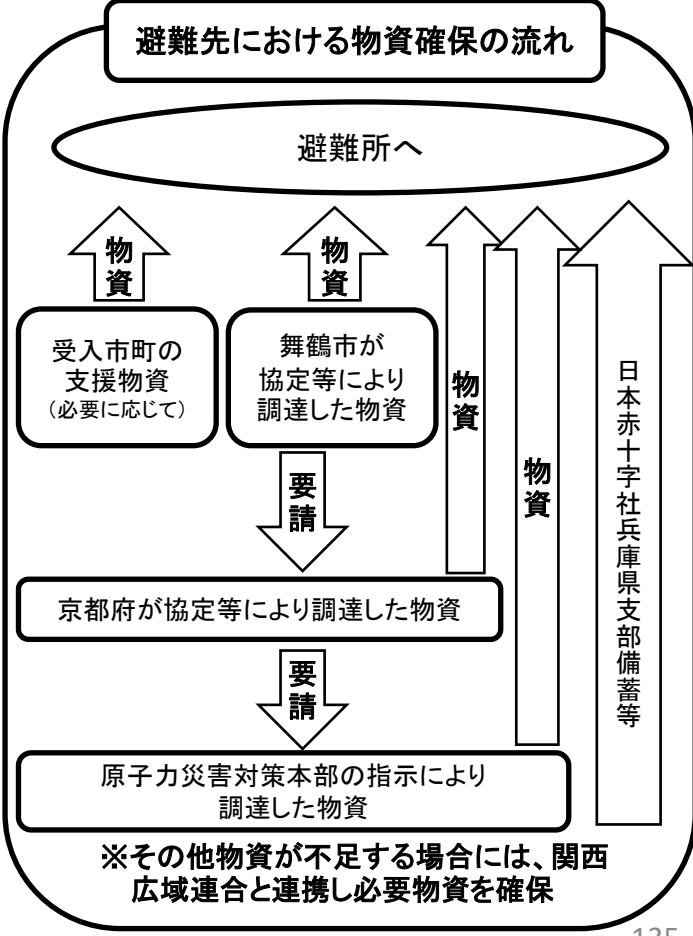 避難先における物資確保の流れ
避難所へ
物資
物資
受入市町の
支援物資
（必要に応じて）
舞鶴市が
協定等により
調達した物資
物資
物資
日本赤十字社兵庫県支部備蓄等
要請
京都府が協定等により調達した物資
要請
原子力災害対策本部の指示により
調達した物資
※その他物資が不足する場合には、関西
広域連合と連携し必要物資を確保